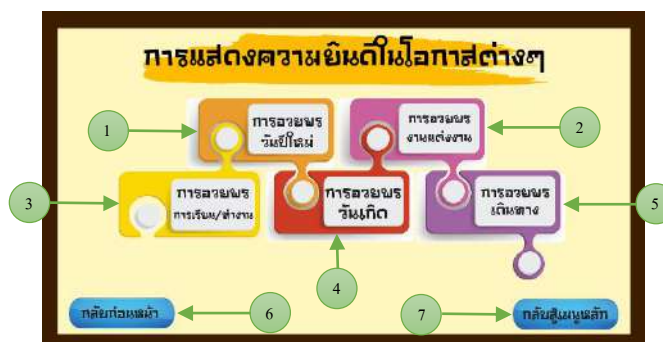 การแสดงความยินดีในโอกาสต่างๆ
1
การอวยพร
วันปีใหม่
การอวยพร
งานแต่งงาน
2
3
การอวยพร
การเรียน/ทำงาน
การอวยพร
วันเกิด
การอวยพร
เดินทาง
5
4
กลับก่อนหน้า
6
7
กลับสู่เมนูหลัก